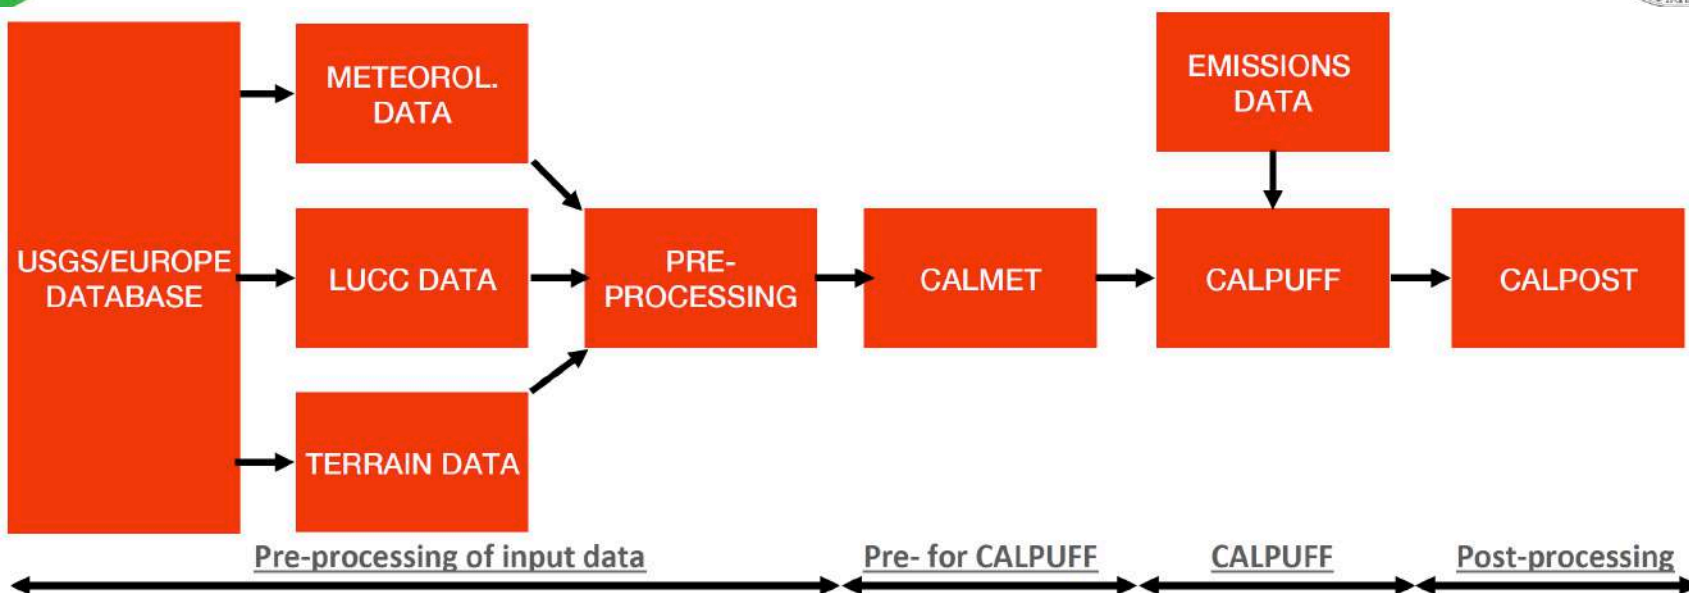 METEOROL.
DATA
EMISSIONS
DATA
USGS/EUROPE
DATABASE
LUCC DATA
PRE-
PROCESSING
CALMET
CALPUFF
CALPOST
TERRAIN DATA
Pre-processing of input data
Pre- for CALPUFF
CALPUFF
Post-processing